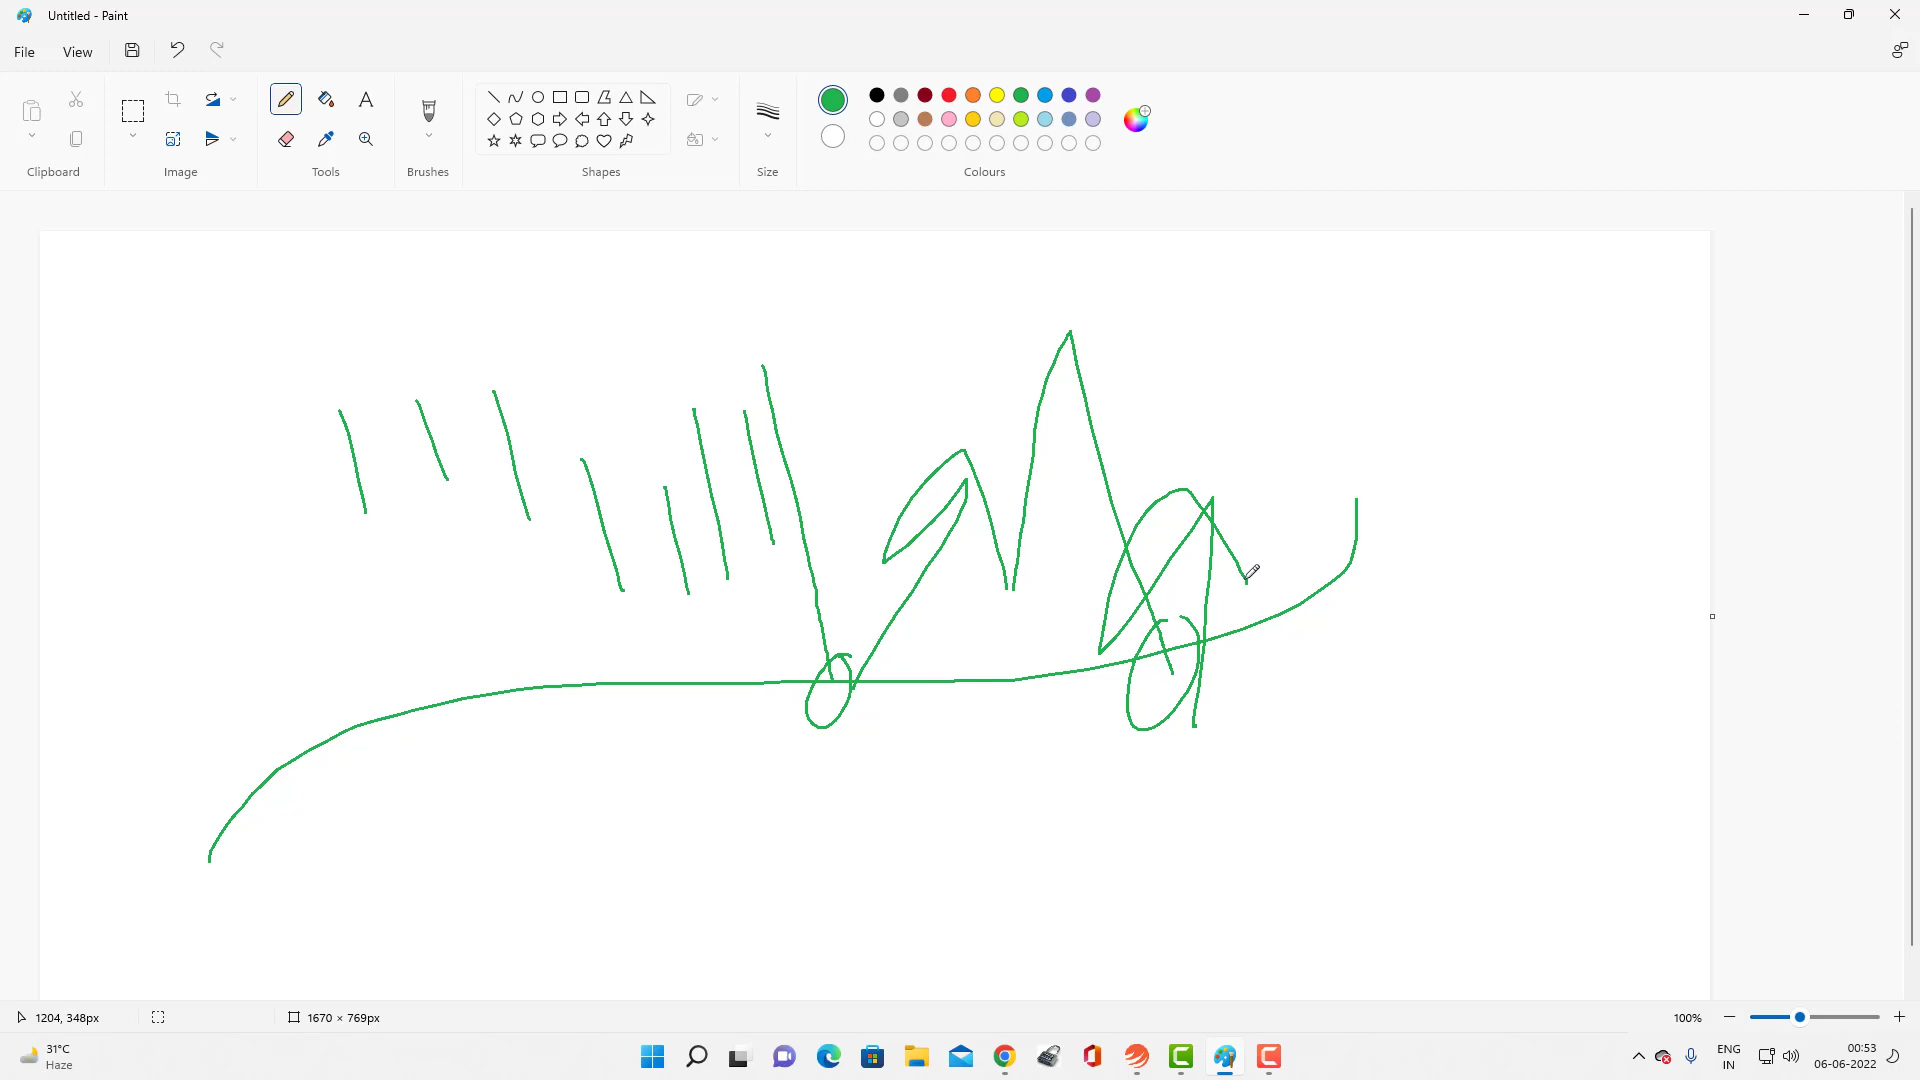 Untitled - Paint
File View
Clipboard Image Tools Brushes Shapes Size Colours
1204, 348px 1670 × 769px 100%
31°C
Haze
ENG
IN
00:53
06-06-2022